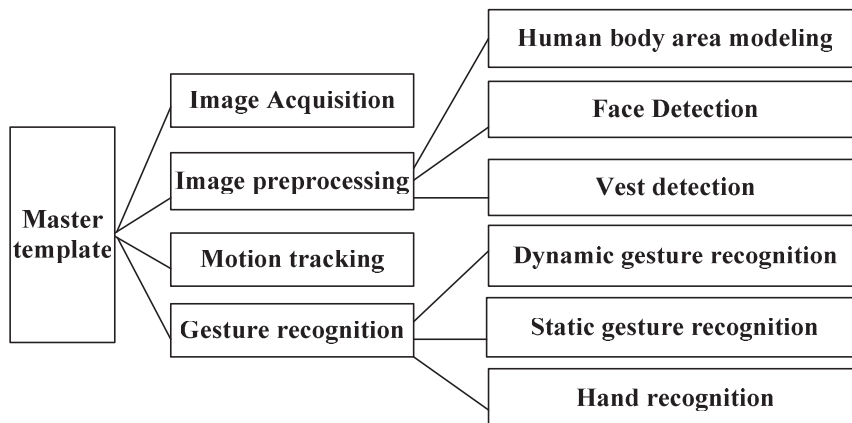 Master
template
Image Acquisition
Image preprocessing
Motion tracking
Gesture recognition
Human body area modeling
Face Detection
Vest detection
Dynamic gesture recognition
Static gesture recognition
Hand recognition